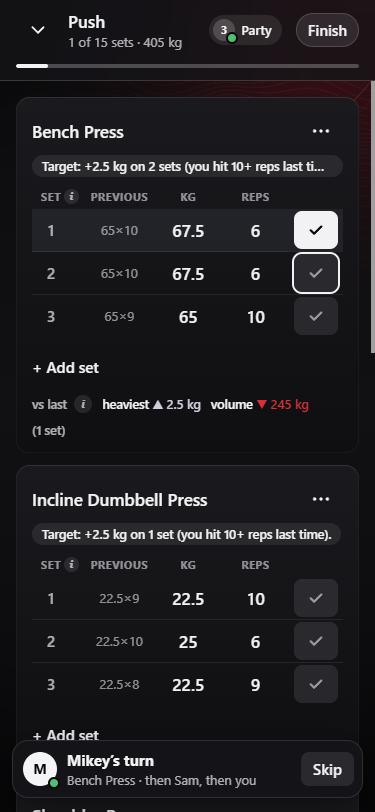 Push
1 of 15 sets · 405 kg
3 Party
Finish
Bench Press
Target: +2.5 kg on 2 sets (you hit 10+ reps last ti...
SET i PREVIOUS KG REPS
1 65×10 67.5 6
2 65×10 67.5 6
3 65×9 65 10
+ Add set
vs last i heaviest ▲ 2.5 kg volume ▼ 245 kg
(1 set)
Incline Dumbbell Press
Target: +2.5 kg on 1 set (you hit 10+ reps last time).
SET i PREVIOUS KG REPS
1 22.5×9 22.5 10
2 22.5×10 25 6
3 22.5×8 22.5 9
+ Add set
M Mikey's turn
Bench Press · then Sam, then you
Skip